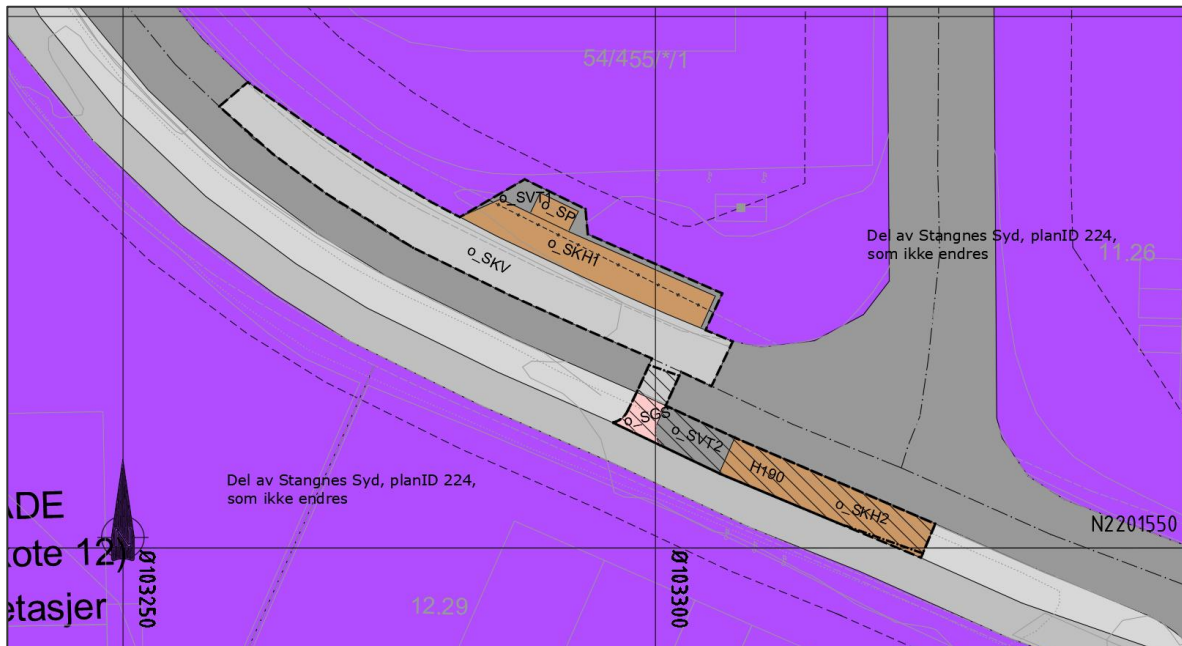 54/455/*/1
o_SVT1
o_SP
o_SKH1
o_SKV
Del av Stangnes Syd, planID 224,
som ikke endres
11.26
o_SGS
o_SVT2
H190
o_SKH2
Del av Stangnes Syd, planID 224,
som ikke endres
N2201550
ADE
kote 12)
etasjer
Ø103250
Ø103300
12.29